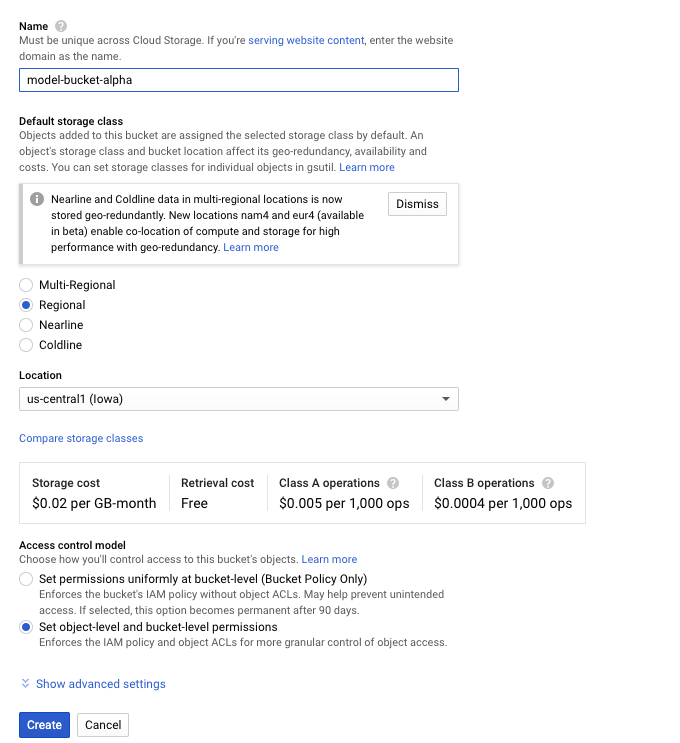 Name
Must be unique across Cloud Storage. If you're serving website content, enter the website
domain as the name.
model-bucket-alpha
Default storage class
Objects added to this bucket are assigned the selected storage class by default. An
object's storage class and bucket location affect its geo-redundancy, availability and
costs. You can set storage classes for individual objects in gsutil. Learn more
Nearline and Coldline data in multi-regional locations is now
stored geo-redundantly. New locations nam4 and eur4 (available
in beta) enable co-location of compute and storage for high
performance with geo-redundancy. Learn more
Dismiss
Multi-Regional
Regional
Nearline
Coldline
Location
us-central1 (Iowa)
Compare storage classes
Storage cost Retrieval cost Class A operations Class B operations
$0.02 per GB-month Free $0.005 per 1,000 ops $0.0004 per 1,000 ops
Access control model
Choose how you'll control access to this bucket's objects. Learn more
Set permissions uniformly at bucket-level (Bucket Policy Only)
Enforces the bucket's IAM policy without object ACLs. May help prevent unintended
access. If selected, this option becomes permanent after 90 days.
Set object-level and bucket-level permissions
Enforces the IAM policy and object ACLs for more granular control of object access.
Show advanced settings
Create Cancel